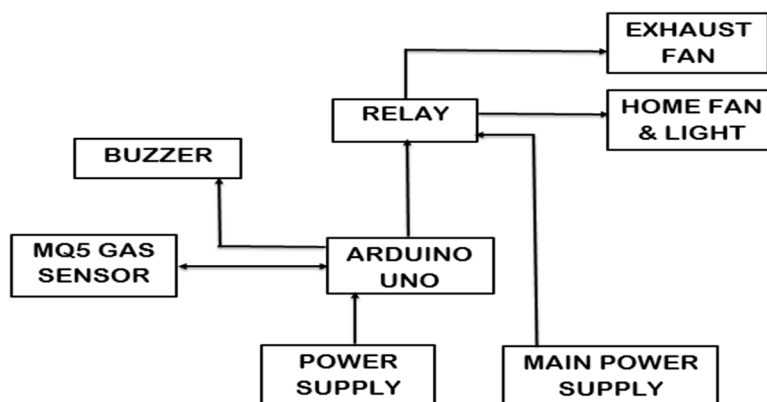 EXHAUST
FAN
RELAY
HOME FAN
& LIGHT
BUZZER
MQ5 GAS
SENSOR
ARDUINO
UNO
POWER
SUPPLY
MAIN POWER
SUPPLY